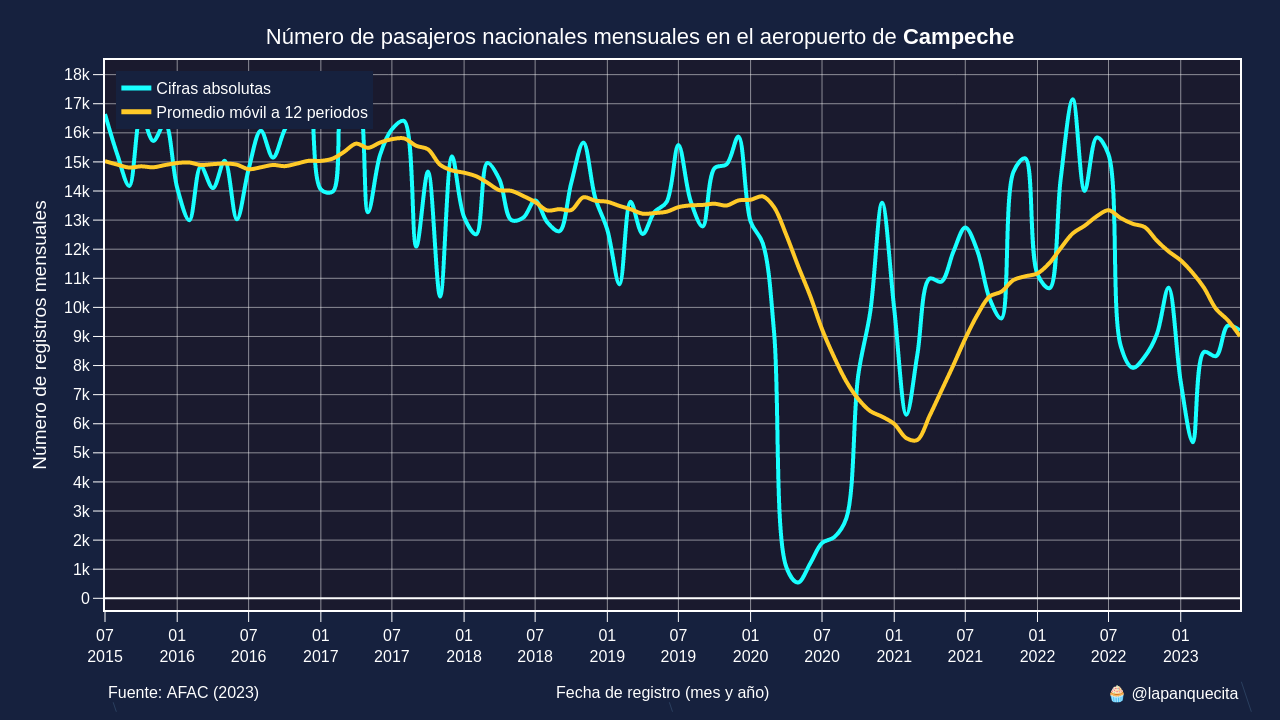 Número de pasajeros nacionales mensuales en el aeropuerto de Campeche
Cifras absolutas
Promedio móvil a 12 periodos
Número de registros mensuales
18k
17k
16k
15k
14k
13k
12k
11k
10k
9k
8k
7k
6k
5k
4k
3k
2k
1k
0
07 01 07 01 07 01 07 01 07 01 07 01 07 01 07 01
2015 2016 2016 2017 2017 2018 2018 2019 2019 2020 2020 2021 2021 2022 2022 2023
Fuente: AFAC (2023)
Fecha de registro (mes y año)
🧁 @lapanquecita